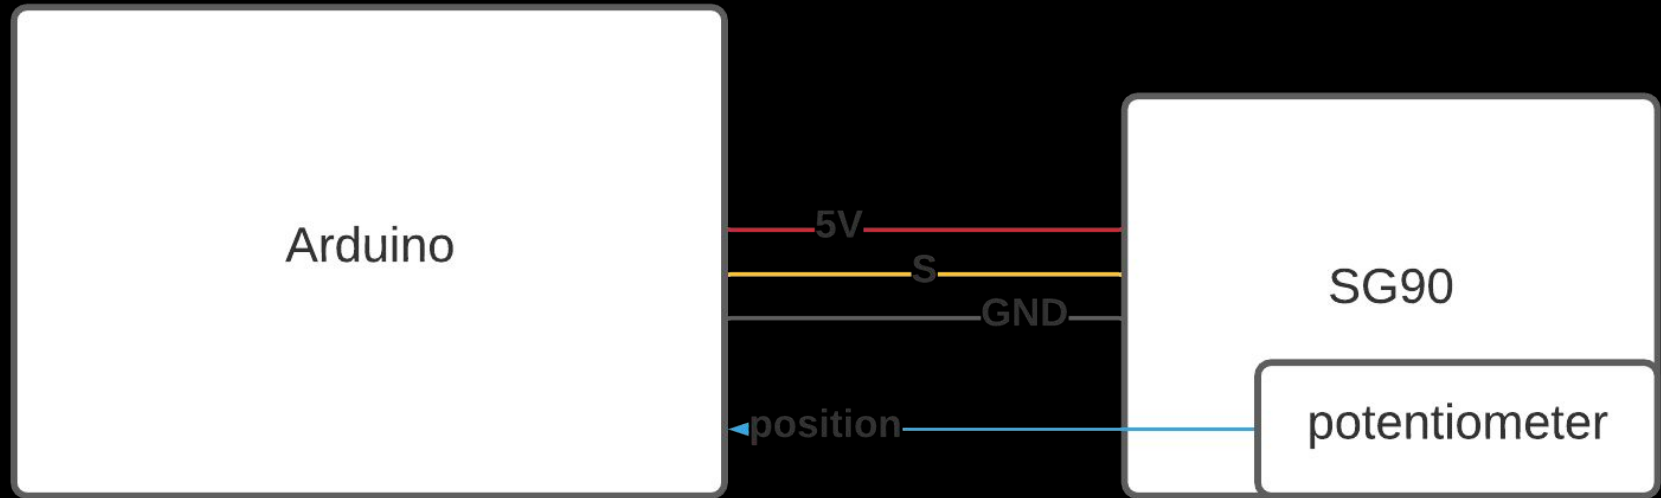 Arduino
5V
S
GND
position
SG90
potentiometer